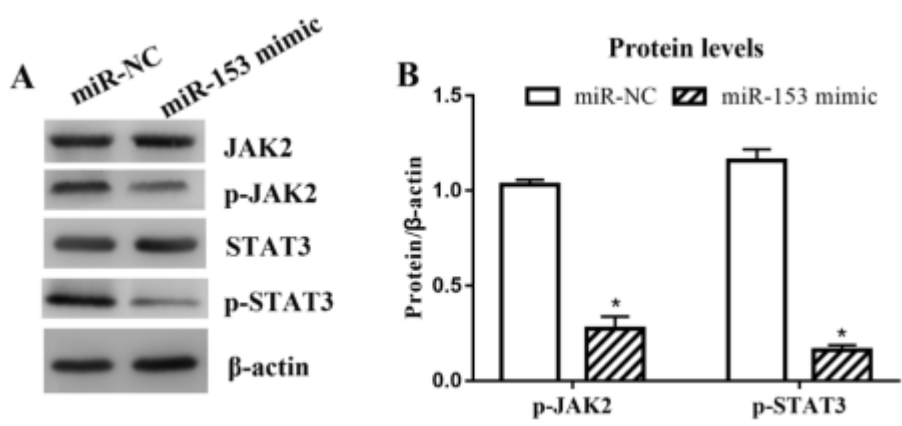 A
miR-NC
miR-153 mimic
JAK2
p-JAK2
STAT3
p-STAT3
β-actin
B
Protein levels
miR-NC miR-153 mimic
Protein/β-actin
1.5
1.0
0.5
0.0
*
*
p-JAK2 p-STAT3